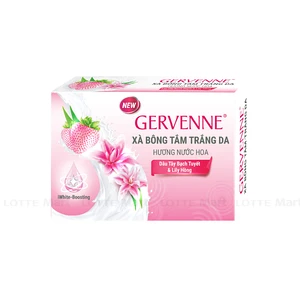 NEW
GERVENNE®
XÀ BÔNG TẮM TRẮNG DA
HƯƠNG NƯỚC HOA
Dâu Tây Bạch Tuyết
& Lily Hồng
White-Boosting
LOTTE Mart